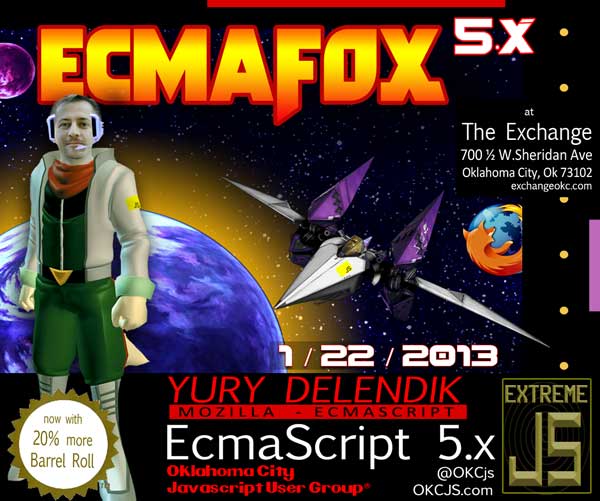 ECMAFOX 5.X
at
The Exchange
700 ½ W.Sheridan Ave
Oklahoma City, Ok 73102
exchangeokc.com
JS
1 / 22 / 2013
YURY DELENDIK
MOZILLA - ECMASCRIPT
EcmaScript 5.x
@OKCjs
Oklahoma City
Javascript User Group®
OKCJS.com
now with
20% more
Barrel Roll
EXTREME
JS